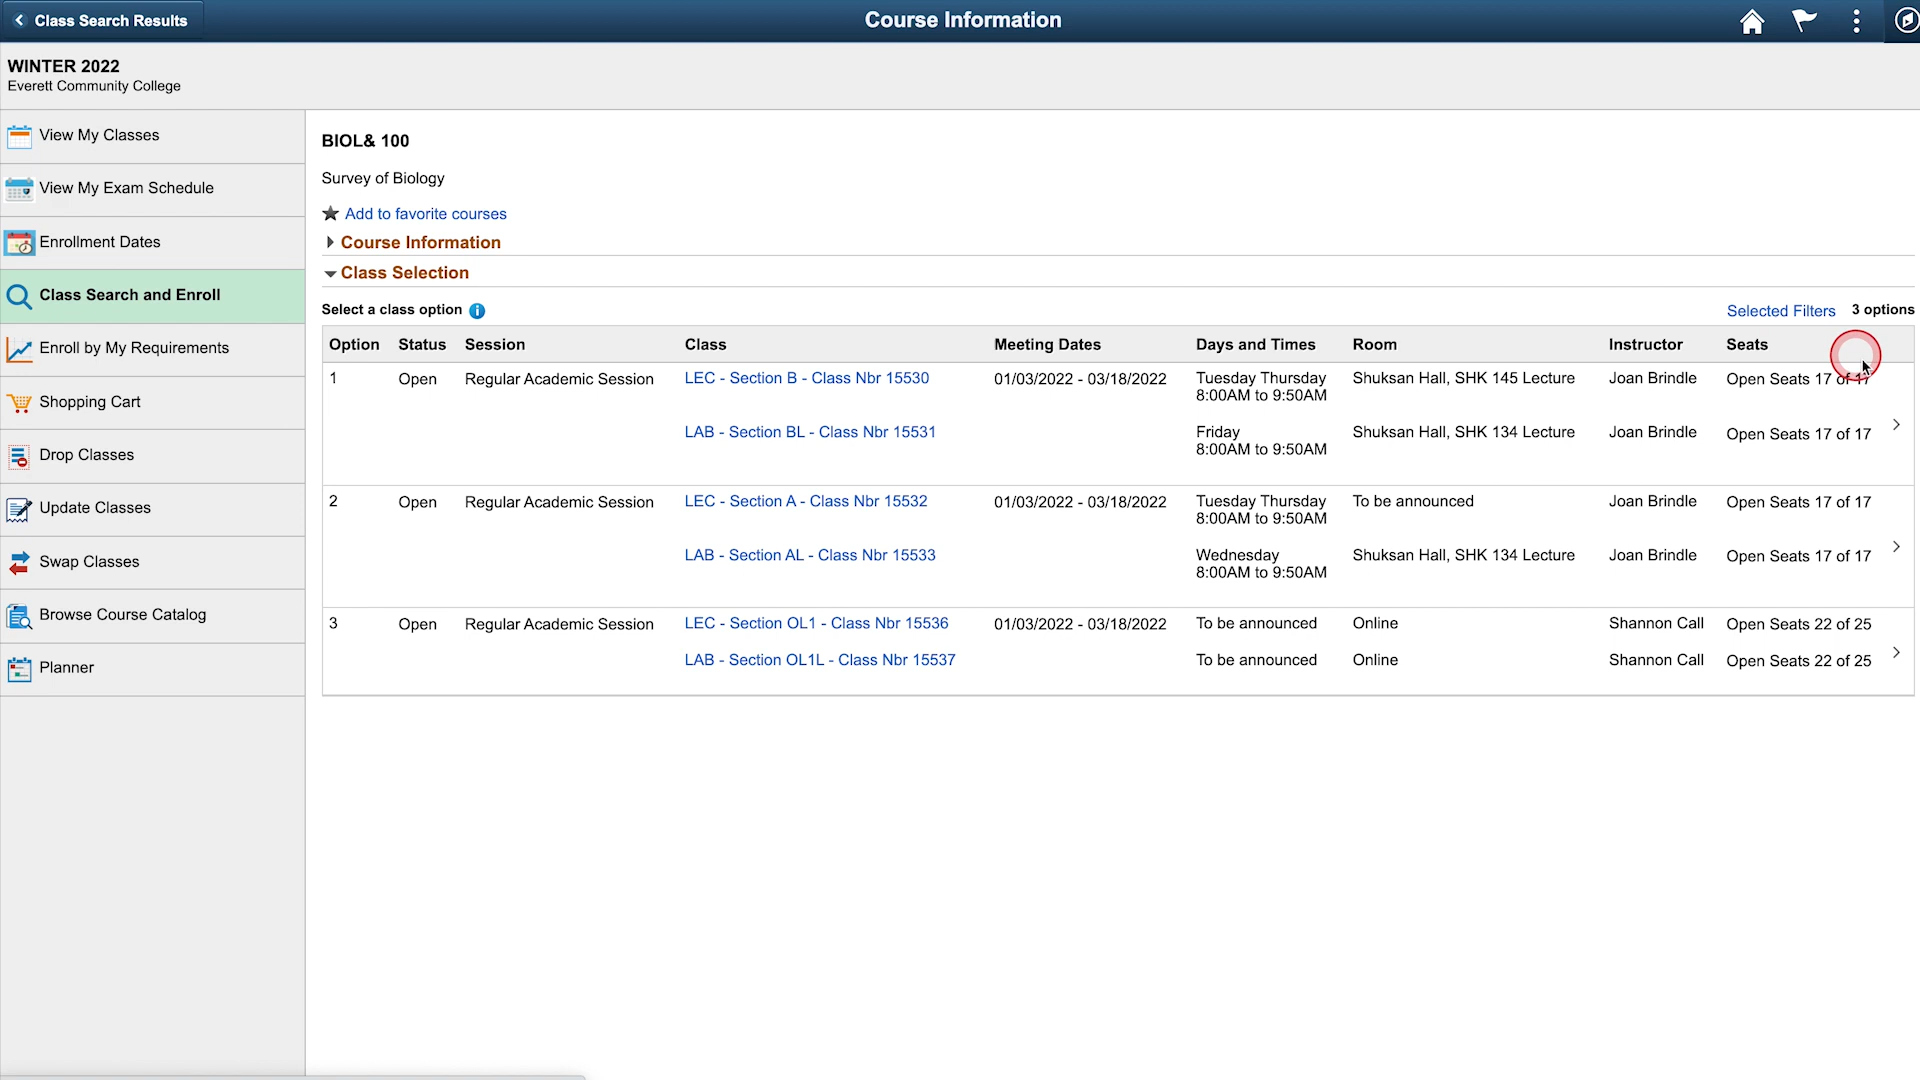 Class Search Results
Course Information
WINTER 2022
Everett Community College
View My Classes
View My Exam Schedule
Enrollment Dates
Class Search and Enroll
Enroll by My Requirements
Shopping Cart
Drop Classes
Update Classes
Swap Classes
Browse Course Catalog
Planner
BIOL& 100
Survey of Biology
Add to favorite courses
Course Information
Class Selection
Select a class option
Selected Filters 3 options
Option Status Session Class Meeting Dates Days and Times Room Instructor Seats
1 Open Regular Academic Session LEC - Section B - Class Nbr 15530 01/03/2022 - 03/18/2022 Tuesday Thursday Shuksan Hall, SHK 145 Lecture Joan Brindle Open Seats 17 of 17
8:00AM to 9:50AM
LAB - Section BL - Class Nbr 15531 Friday Shuksan Hall, SHK 134 Lecture Joan Brindle Open Seats 17 of 17
8:00AM to 9:50AM
2 Open Regular Academic Session LEC - Section A - Class Nbr 15532 01/03/2022 - 03/18/2022 Tuesday Thursday To be announced Joan Brindle Open Seats 17 of 17
8:00AM to 9:50AM
LAB - Section AL - Class Nbr 15533 Wednesday Shuksan Hall, SHK 134 Lecture Joan Brindle Open Seats 17 of 17
8:00AM to 9:50AM
3 Open Regular Academic Session LEC - Section OL1 - Class Nbr 15536 01/03/2022 - 03/18/2022 To be announced Online Shannon Call Open Seats 22 of 25
LAB - Section OL1L - Class Nbr 15537 To be announced Online Shannon Call Open Seats 22 of 25